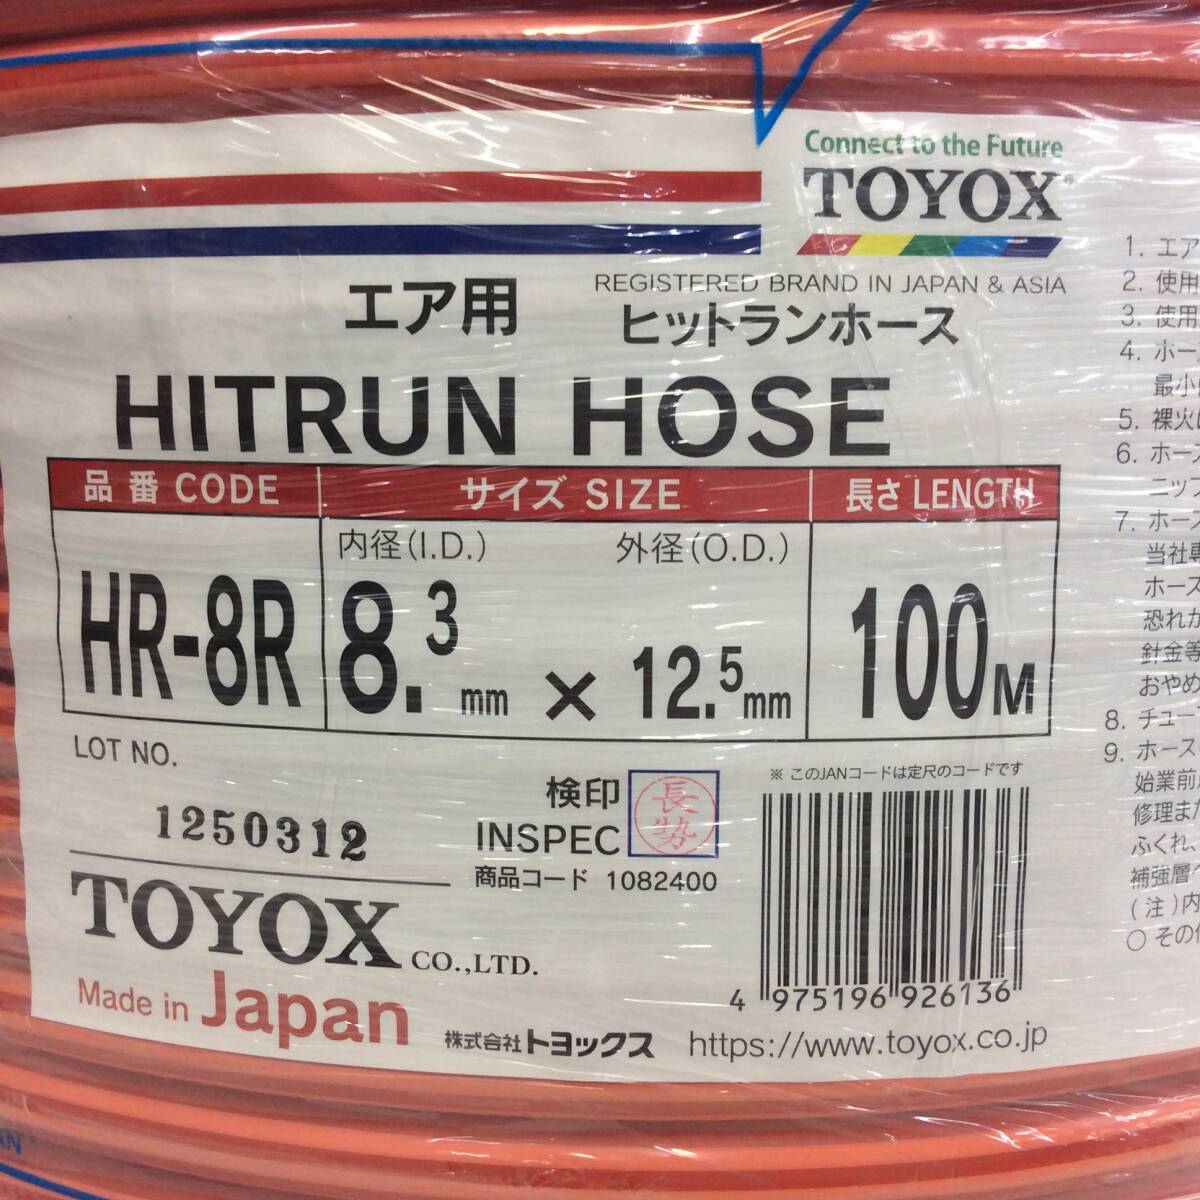 Connect to the Future
TOYOX®
エア用
REGISTERED BRAND IN JAPAN & ASIA
ヒットランホース
HITRUN HOSE
品番 CODE
サイズ SIZE
長さ LENGTH
内径(I.D.)
外径(O.D.)
HR-8R
8.3mm × 12.5mm
100M
LOT NO.
1250312
検印
INSPEC
長勢
商品コード 1082400
※このJANコードは定尺のコードです
4 975196 926136
TOYOX CO.,LTD.
Made in Japan
株式会社トヨックス
https://www.toyox.co.jp
1. エア
2. 使用
3. 使用
4. ホー
最小
5. 裸火
6. ホース
ニッ
7. ホー
当社専
ホース
恐れが
針金等
おやめ
8. チュー
9. ホース
始業前
修理ま
ふくれ、
補強層
(注)内
○ その他
AN